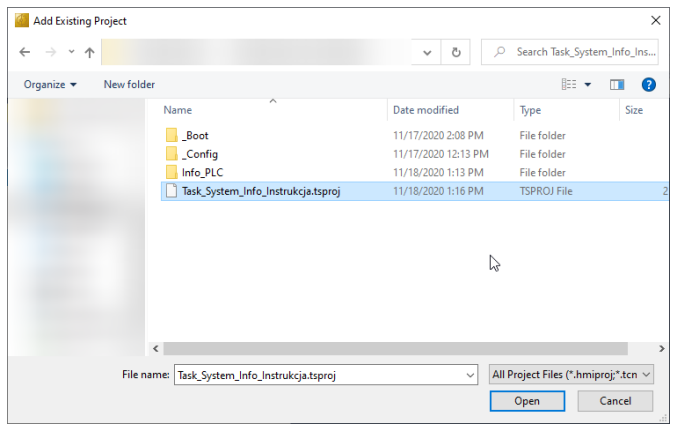 Add Existing Project
Search Task_System_Info_Ins...
Organize New folder
Name Date modified Type Size
_Boot 11/17/2020 2:08 PM File folder
_Config 11/17/2020 12:13 PM File folder
Info_PLC 11/18/2020 1:13 PM File folder
Task_System_Info_Instrukcja.tsproj 11/18/2020 1:16 PM TSPROJ File 2
File name: Task_System_Info_Instrukcja.tsproj All Project Files (*.hmiproj;*.tcn
Open Cancel